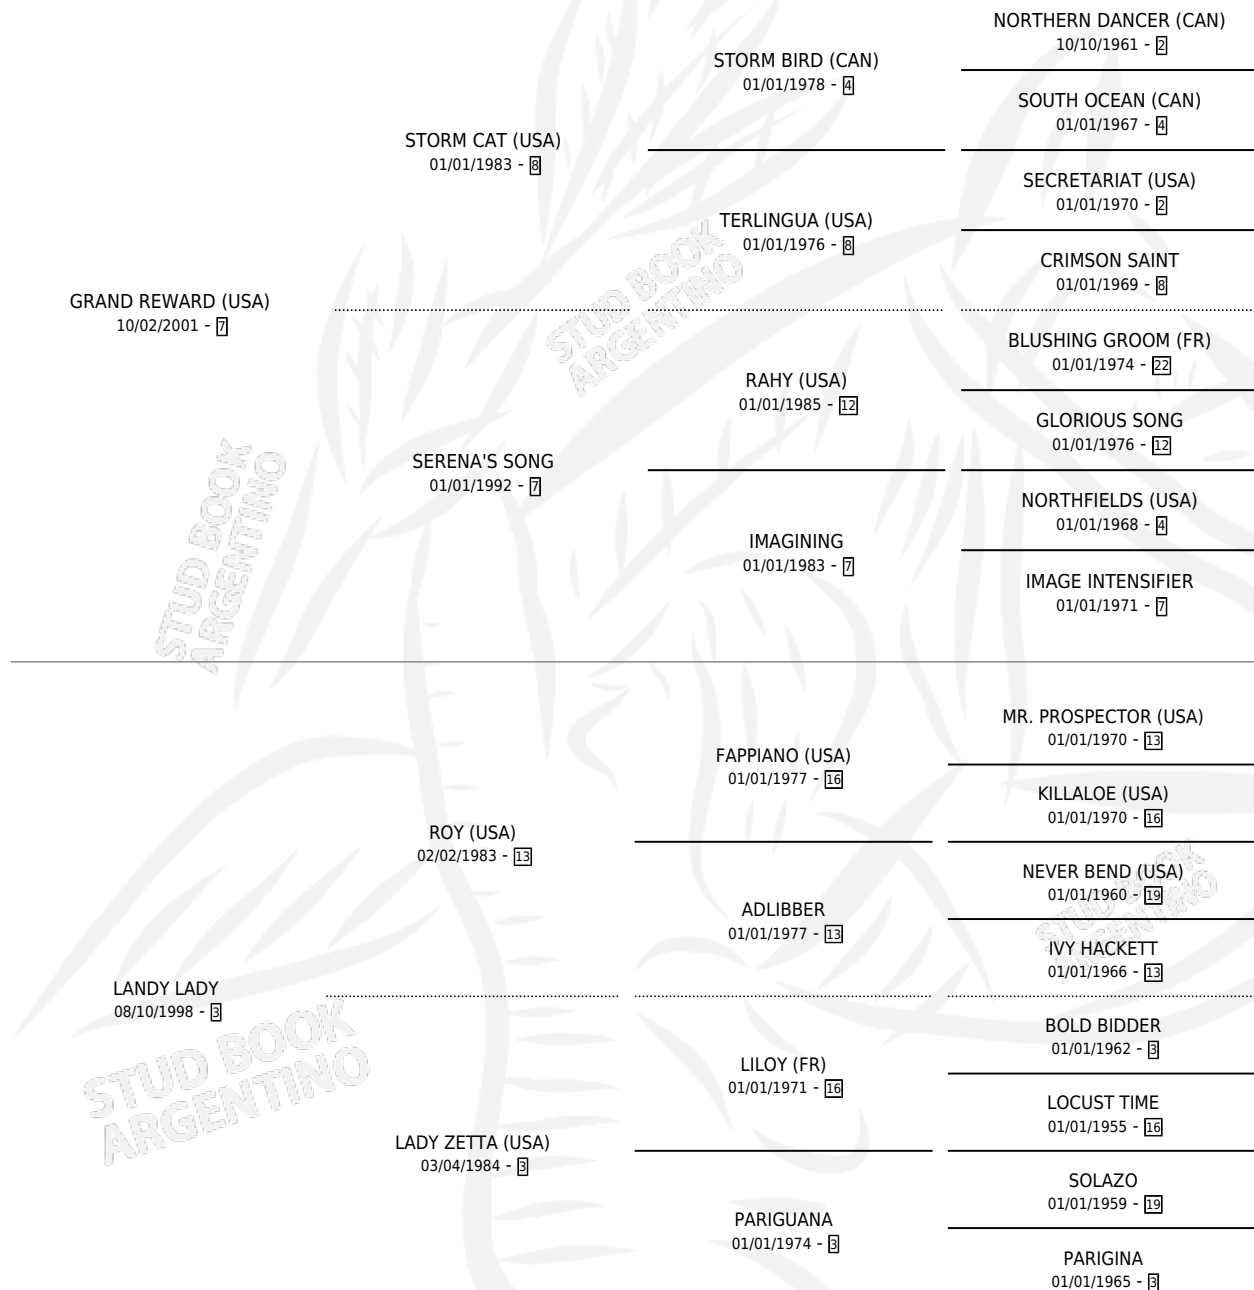 NORTHERN DANCER (CAN)
10/10/1961 - 2
STORM BIRD (CAN)
01/01/1978 - 4
SOUTH OCEAN (CAN)
01/01/1967 - 4
STORM CAT (USA)
01/01/1983 - 8
SECRETARIAT (USA)
01/01/1970 - 2
TERLINGUA (USA)
01/01/1976 - 8
CRIMSON SAINT
01/01/1969 - 8
GRAND REWARD (USA)
10/02/2001 - 7
STUD BOOK
ARGENTINO
BLUSHING GROOM (FR)
01/01/1974 - 22
RAHY (USA)
01/01/1985 - 12
GLORIOUS SONG
01/01/1976 - 12
SERENA'S SONG
01/01/1992 - 7
NORTHFIELDS (USA)
01/01/1968 - 4
IMAGINING
01/01/1983 - 7
IMAGE INTENSIFIER
01/01/1971 - 7
STUD BOOK
ARGENTINO
MR. PROSPECTOR (USA)
01/01/1970 - 13
FAPPIANO (USA)
01/01/1977 - 16
KILLALOE (USA)
01/01/1970 - 16
ROY (USA)
02/02/1983 - 13
NEVER BEND (USA)
01/01/1960 - 19
STUD BOOK
ARGENTINO
ADLIBBER
01/01/1977 - 13
IVY HACKETT
01/01/1966 - 13
LANDY LADY
08/10/1998 - 3
STUD BOOK
ARGENTINO
BOLD BIDDER
01/01/1962 - 3
LILOY (FR)
01/01/1971 - 16
LOCUST TIME
01/01/1955 - 16
LADY ZETTA (USA)
03/04/1984 - 3
SOLAZO
01/01/1959 - 19
PARIGUANA
01/01/1974 - 3
PARIGINA
01/01/1965 - 3